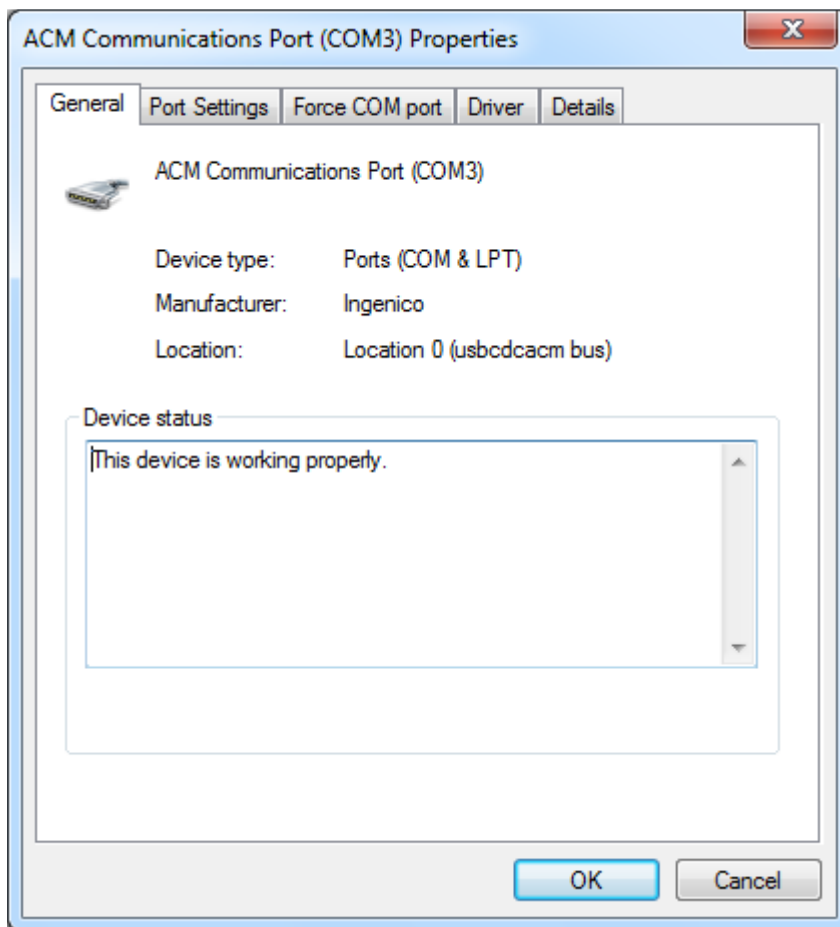 ACM Communications Port (COM3) Properties
General Port Settings Force COM port Driver Details
ACM Communications Port (COM3)
Device type: Ports (COM & LPT)
Manufacturer: Ingenico
Location: Location 0 (usbcdcacm bus)
Device status
This device is working properly.
OK Cancel